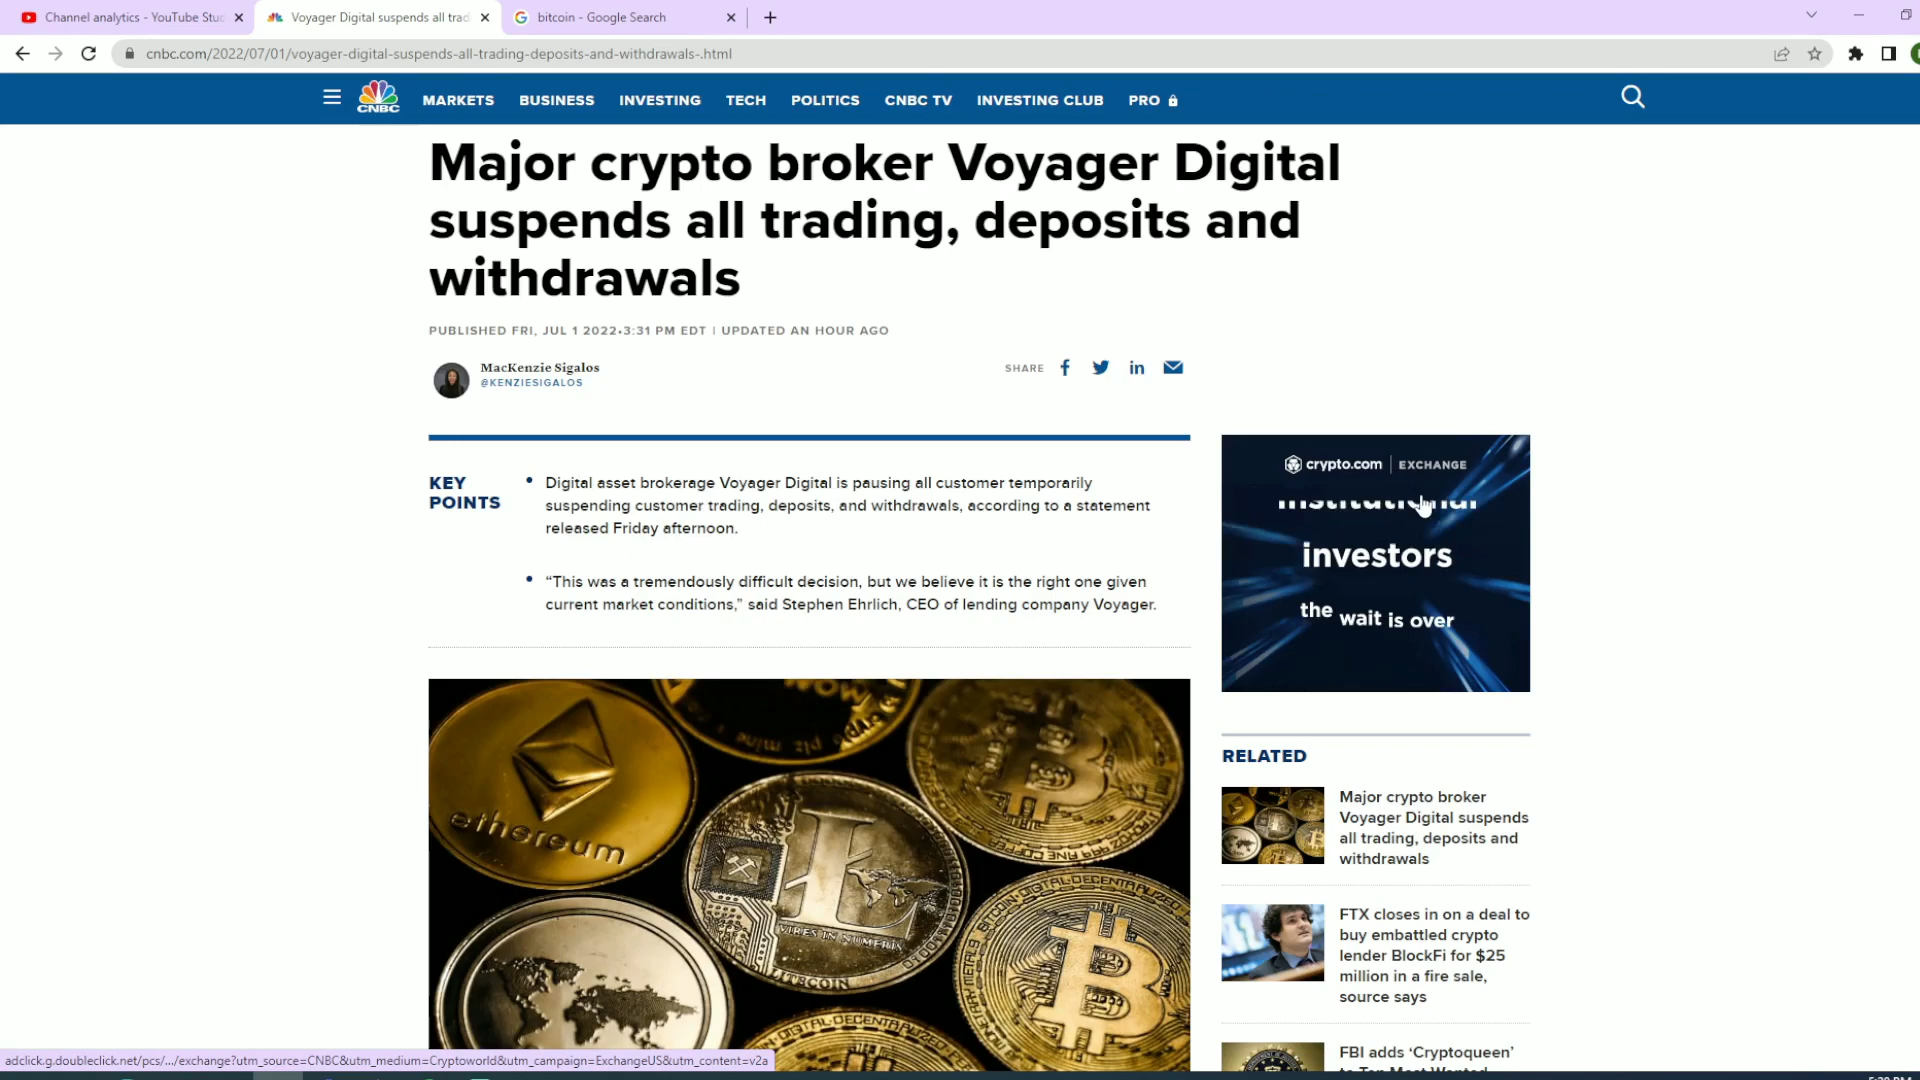 Channel analytics - YouTube Stu
Voyager Digital suspends all trad
bitcoin - Google Search
cnbc.com/2022/07/01/voyager-digital-suspends-all-trading-deposits-and-withdrawals-.html
CNBC
MARKETS BUSINESS INVESTING TECH POLITICS CNBC TV INVESTING CLUB PRO
Major crypto broker Voyager Digital
suspends all trading, deposits and
withdrawals
PUBLISHED FRI, JUL 1 2022•3:31 PM EDT | UPDATED AN HOUR AGO
MacKenzie Sigalos
@KENZIESIGALOS
SHARE
KEY
POINTS
• Digital asset brokerage Voyager Digital is pausing all customer temporarily
suspending customer trading, deposits, and withdrawals, according to a statement
released Friday afternoon.
• “This was a tremendously difficult decision, but we believe it is the right one given
current market conditions,” said Stephen Ehrlich, CEO of lending company Voyager.
crypto.com | EXCHANGE
institutional
investors
the wait is over
ethereum
WOW
VIRES IN NUMERIS
LITECOIN
RELATED
Major crypto broker
Voyager Digital suspends
all trading, deposits and
withdrawals
FTX closes in on a deal to
buy embattled crypto
lender BlockFi for $25
million in a fire sale,
source says
FBI adds ‘Cryptoqueen’
to Ten Most Wanted
adclick.g.doubleclick.net/pcs/.../exchange?utm_source=CNBC&utm_medium=Cryptoworld&utm_campaign=ExchangeUS&utm_content=v2a